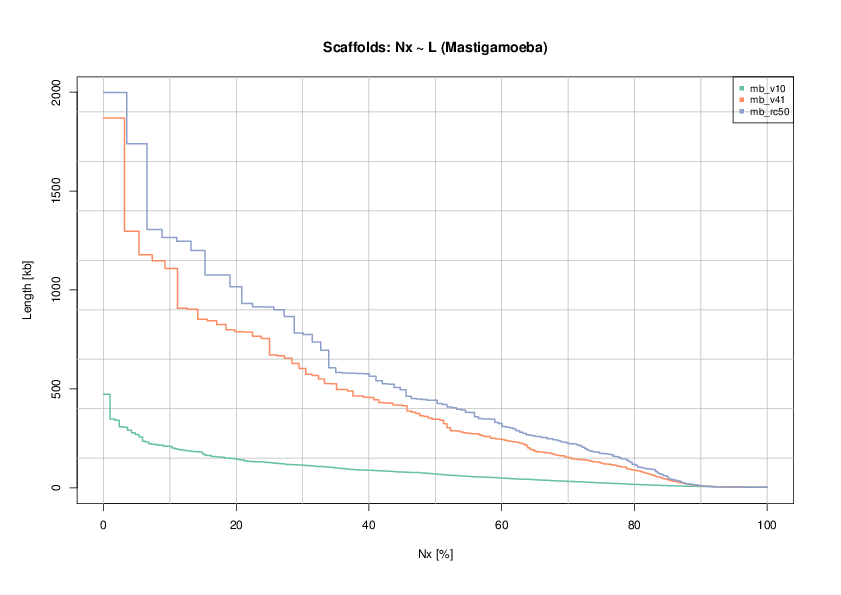 Scaffolds: Nx ~ L (Mastigamoeba)
mb_v10
mb_v41
mb_rc50
2000
1500
1000
500
0
Length [kb]
0 20 40 60 80 100
Nx [%]